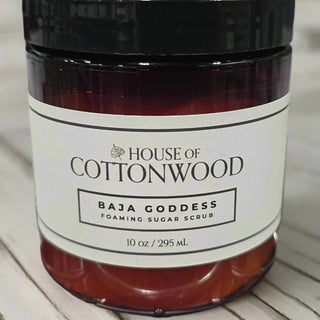 HOUSE OF
COTTONWOOD
BAJA GODDESS
FOAMING SUGAR SCRUB
10 oz / 295 mL